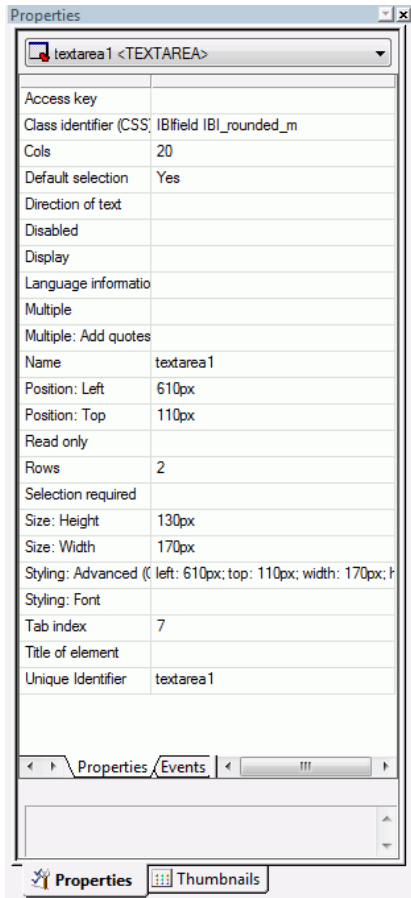 Properties
textarea1 <TEXTAREA>
Access key
Class identifier (CSS) IBIfield IBI_rounded_m
Cols 20
Default selection Yes
Direction of text
Disabled
Display
Language informatio
Multiple
Multiple: Add quotes
Name textarea1
Position: Left 610px
Position: Top 110px
Read only
Rows 2
Selection required
Size: Height 130px
Size: Width 170px
Styling: Advanced (C left: 610px; top: 110px; width: 170px; h
Styling: Font
Tab index 7
Title of element
Unique Identifier textarea1
Properties Events
Properties Thumbnails